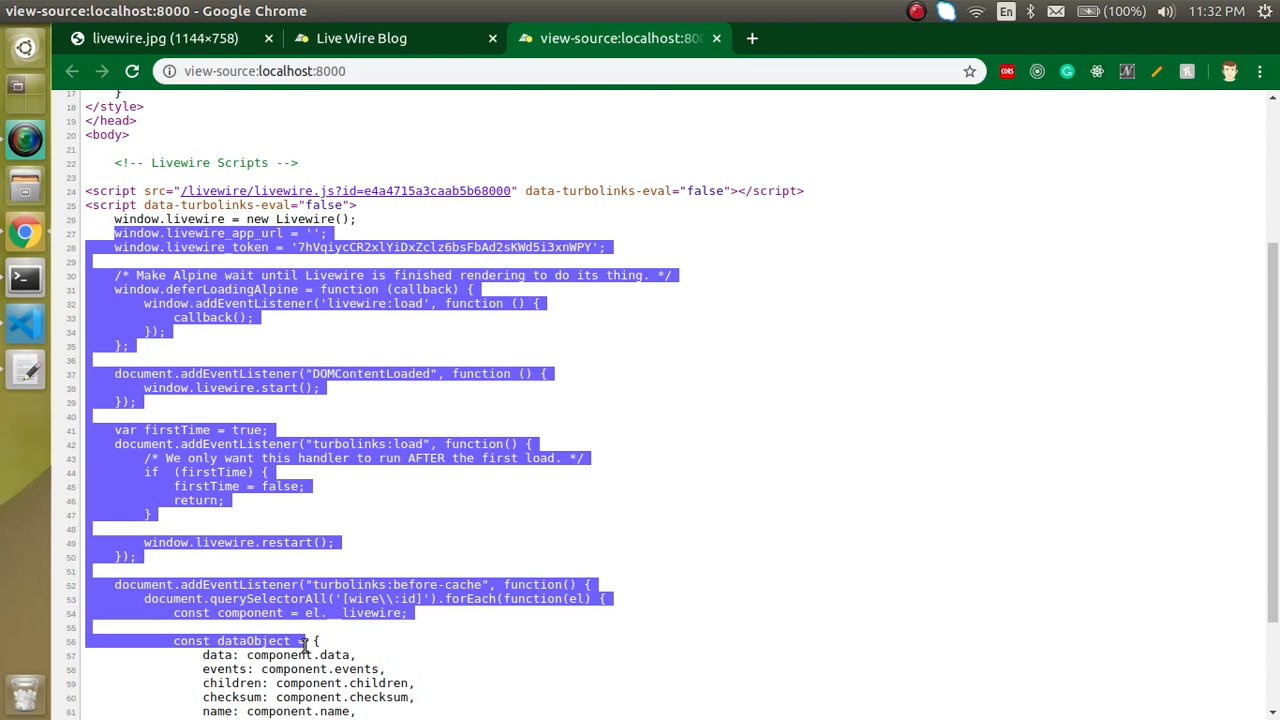 view-source:localhost:8000 - Google Chrome
En
(100%)
11:32 PM
livewire.jpg (1144×758)
Live Wire Blog
view-source:localhost:80
view-source:localhost:8000
CORS
17 }
18 </style>
19 </head>
20 <body>
21
22 <!-- Livewire Scripts -->
23
24 <script src="/livewire/livewire.js?id=e4a4715a3caab5b68000" data-turbolinks-eval="false"></script>
25 <script data-turbolinks-eval="false">
26 window.livewire = new Livewire();
27 window.livewire_app_url = '';
28 window.livewire_token = '7hVqiycCR2xlYiDxZclz6bsFbAd2sKWd5i3xnWPY';
29
30 /* Make Alpine wait until Livewire is finished rendering to do its thing. */
31 window.deferLoadingAlpine = function (callback) {
32 window.addEventListener('livewire:load', function () {
33 callback();
34 });
35 };
36
37 document.addEventListener("DOMContentLoaded", function () {
38 window.livewire.start();
39 });
40
41 var firstTime = true;
42 document.addEventListener("turbolinks:load", function() {
43 /* We only want this handler to run AFTER the first load. */
44 if (firstTime) {
45 firstTime = false;
46 return;
47 }
48
49 window.livewire.restart();
50 });
51
52 document.addEventListener("turbolinks:before-cache", function() {
53 document.querySelectorAll('[wire\\:id]').forEach(function(el) {
54 const component = el.__livewire;
55
56 const dataObject = {
57 data: component.data,
58 events: component.events,
59 children: component.children,
60 checksum: component.checksum,
61 name: component.name,